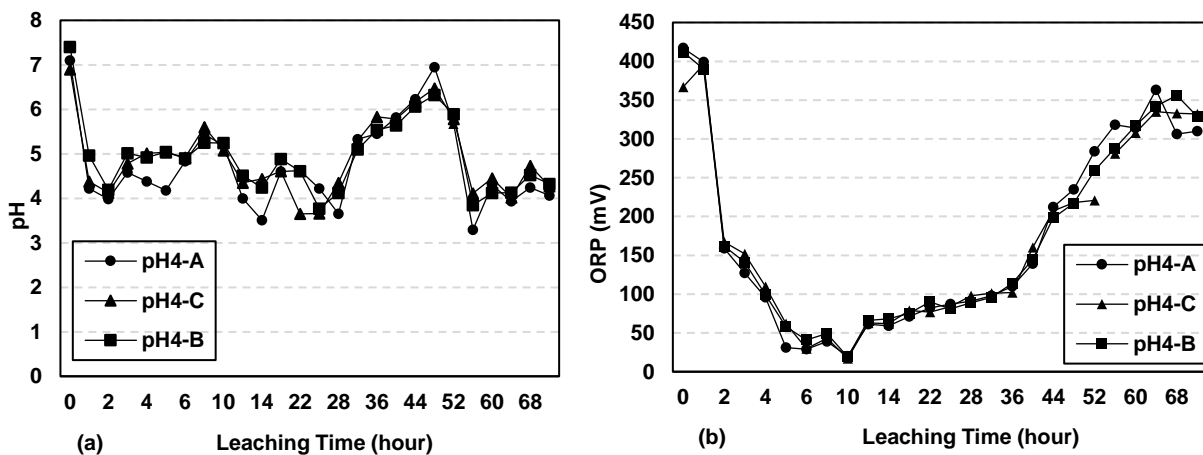 8
7
6
5
4
3
2
1
0
pH
pH4-A
pH4-C
pH4-B
0 2 4 6 10 14 22 28 36 44 52 60 68
(a) Leaching Time (hour)
450
400
350
300
250
200
150
100
50
0
ORP (mV)
pH4-A
pH4-C
pH4-B
0 2 4 6 10 14 22 28 36 44 52 60 68
(b) Leaching Time (hour)